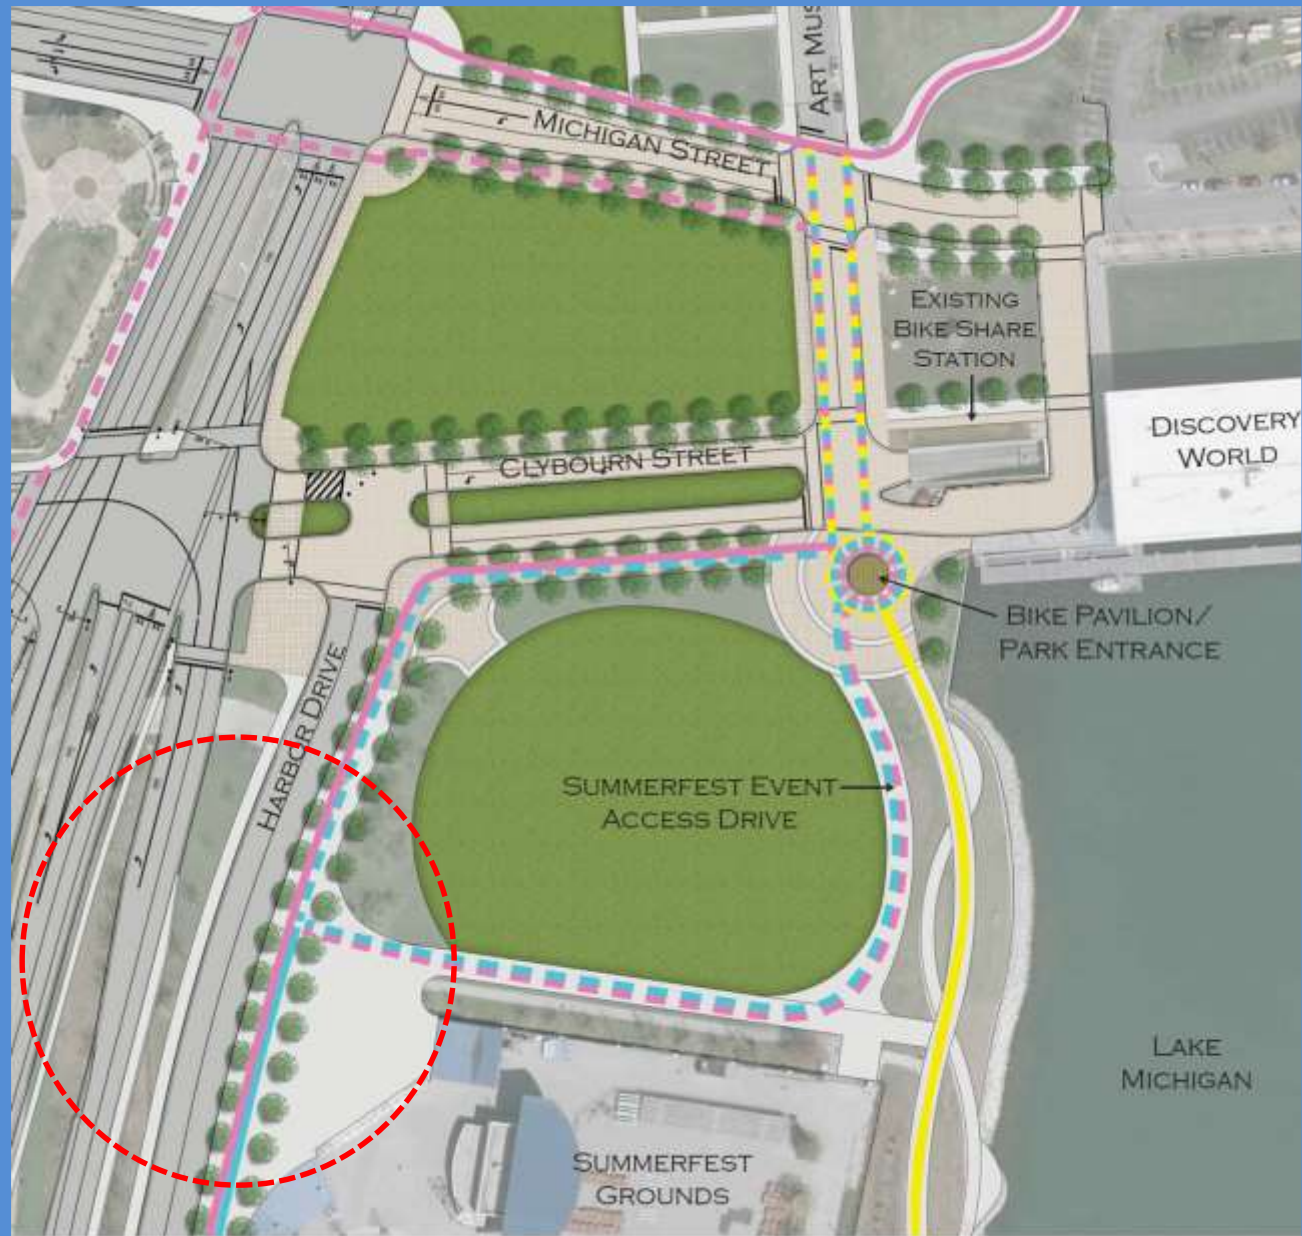 ART MUS
MICHIGAN STREET
EXISTING
BIKE SHARE
STATION
DISCOVERY
WORLD
CLYBOURN STREET
BIKE PAVILION/
PARK ENTRANCE
HARBOR DRIVE
SUMMERFEST EVENT
ACCESS DRIVE
LAKE
MICHIGAN
SUMMERFEST
GROUNDS